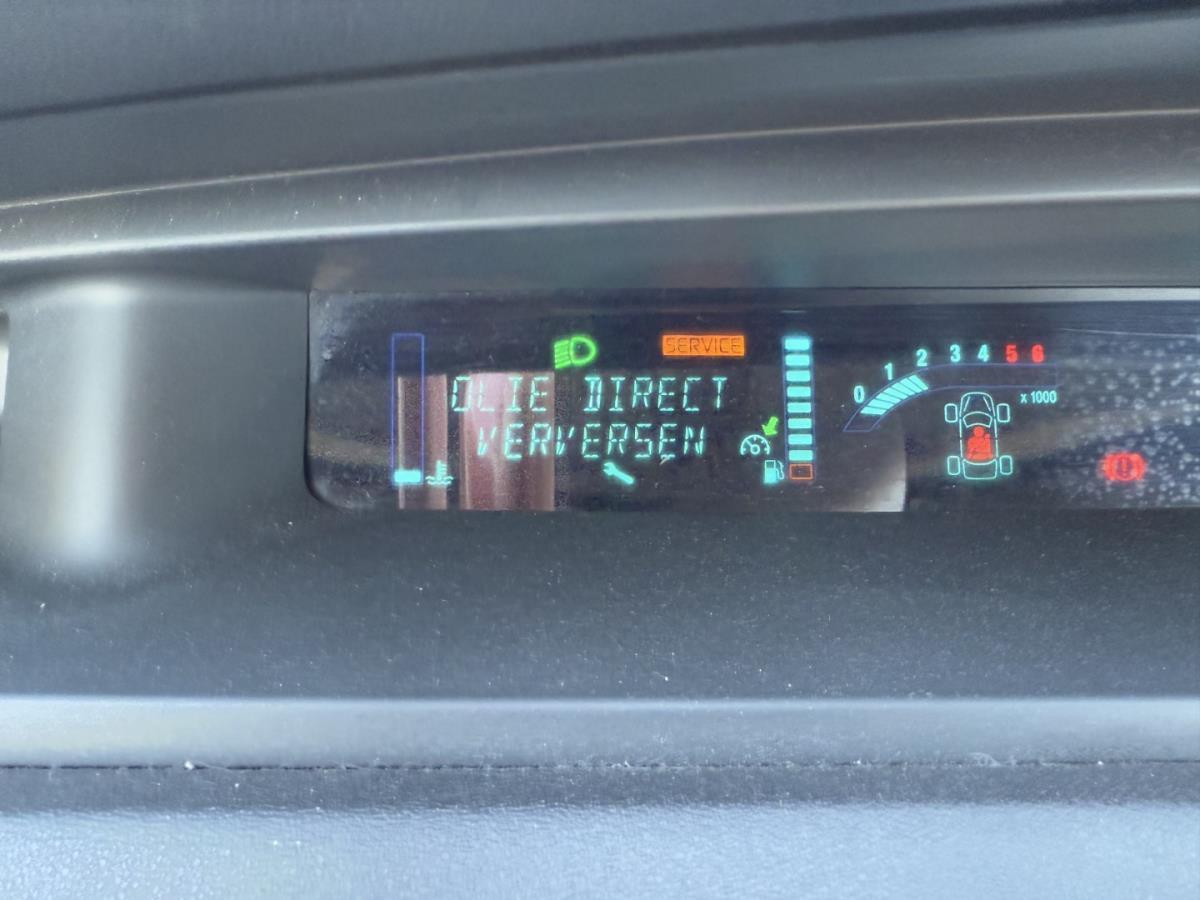 SERVICE
OLIE DIRECT
VERVERSEN
0 1 2 3 4 5 6
x 1000